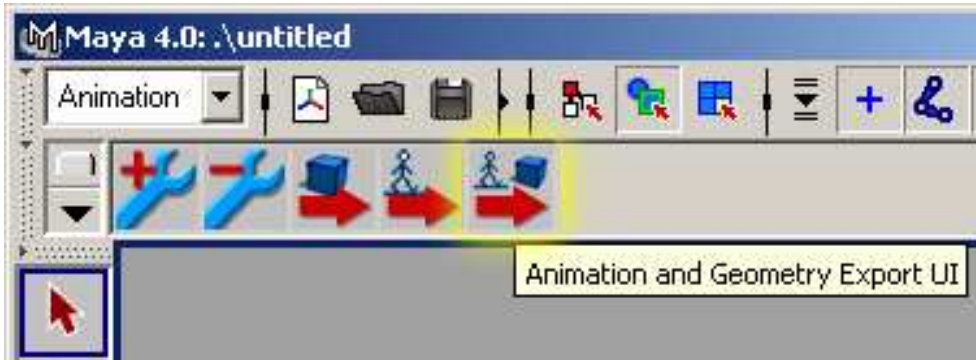 Maya 4.0: .\untitled
Animation
Animation and Geometry Export UI